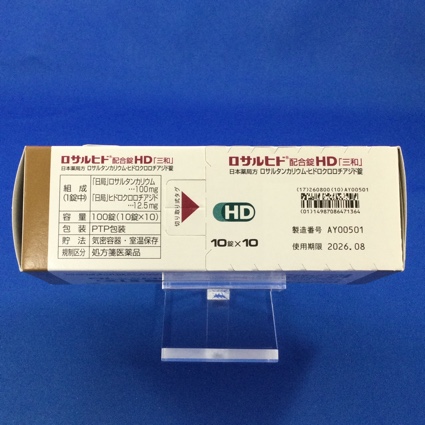 ロサルヒド®配合錠HD「三和」
日本薬局方 ロサルタンカリウム・ヒドロクロロチアジド錠
組成(1錠中) 「日局」ロサルタンカリウム
…100mg
「日局」ヒドロクロロチアジド
…12.5mg
容量 100錠(10錠×10)
包装 PTP包装
貯法 気密容器・室温保存
規制区分 処方箋医薬品
切り取り式タグ
ロサルヒド®配合錠HD「三和」
日本薬局方 ロサルタンカリウム・ヒドロクロロチアジド錠
HD
10錠×10
(17)260800(10)AY00501
(01)14987086471364
製造番号 AY00501
使用期限 2026.08